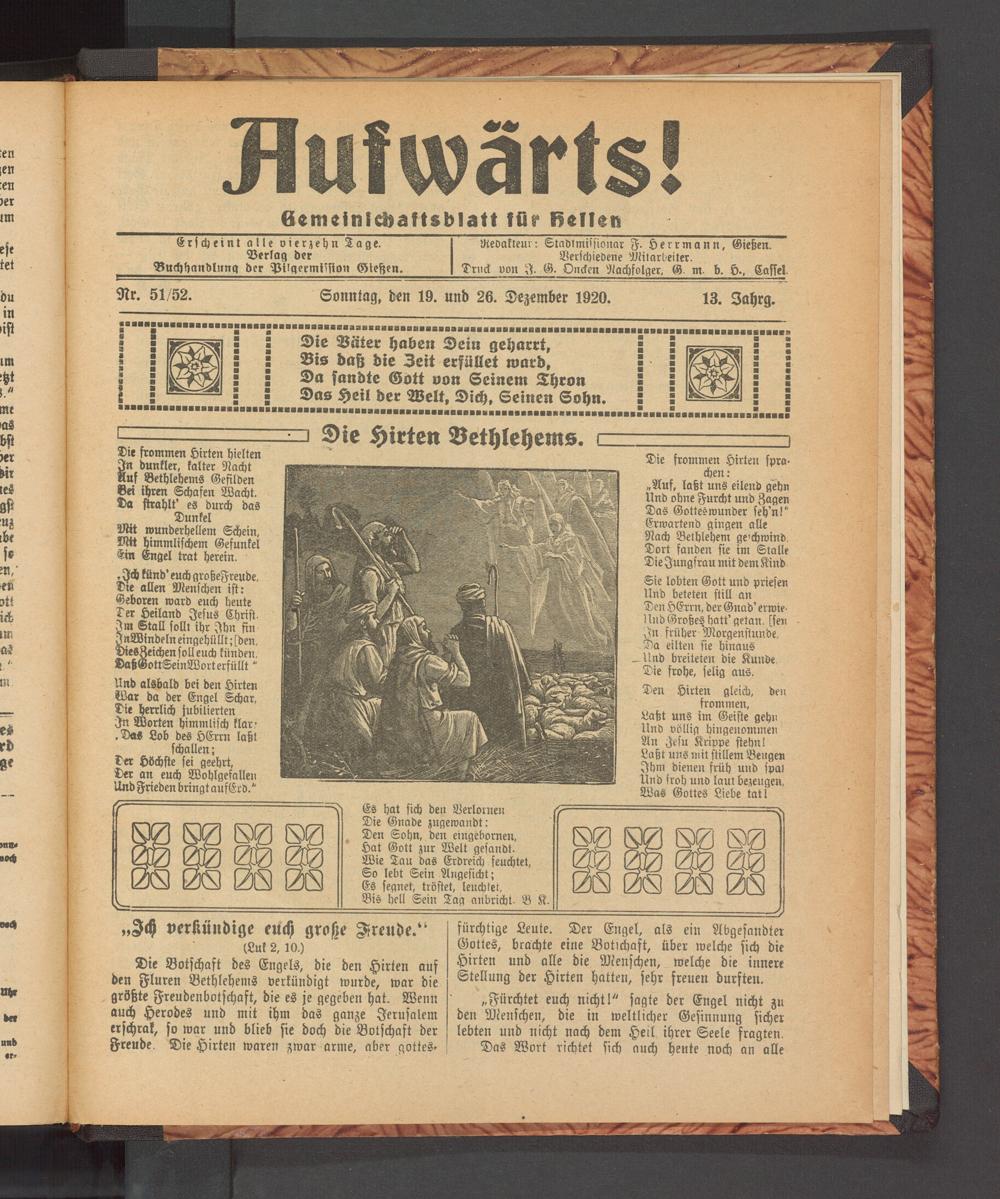 Aufwärts!
Gemeinschaftsblatt für Hessen
Erscheint alle vierzehn Tage.
Verlag der
Buchhandlung der Pilgermission Gießen.
Redakteur: Stadtmissionar F. Herrmann, Gießen.
Verschiedene Mitarbeiter.
Druck von J. G. Oncken Nachfolger, G. m. b. H., Cassel.
Nr. 51/52.
Sonntag, den 19. und 26. Dezember 1920.
13. Jahrg.
Die Väter haben Dein geharrt,
Bis daß die Zeit erfüllet ward,
Da sandte Gott von Seinem Thron
Das Heil der Welt, Dich, Seinen Sohn.
Die Hirten Bethlehems.
Die frommen Hirten hielten
In dunkler, kalter Nacht
Auf Bethlehems Gefilden
Bei ihren Schafen Wacht.
Da strahlt' es durch das
Dunkel
Mit wunderhellem Schein,
Mit himmlischem Gefunkel
Ein Engel trat herein.
„Ich künd' euch große Freude,
Die allen Menschen ist:
Geboren ward euch heute
Der Heiland Jesus Christ.
Im Stall sollt ihr Ihn fin-
In Windeln eingehüllt; [den,
Dies Zeichen soll euch künden,
Daß Gott Sein Wort erfüllt"
Und alsbald bei den Hirten
War da der Engel Schar,
Die herrlich jubilierten
In Worten himmlisch klar:
„Das Lob des HErrn laßt
schallen;
Der Höchste sei geehrt,
Der an euch Wohlgefallen
Und Frieden bringt auf Erd."
Die frommen Hirten spra-
chen:
„Auf, laßt uns eilend gehn
Und ohne Furcht und Zagen
Das Gotteswunder seh'n!"
Erwartend gingen alle
Nach Bethlehem geschwind.
Dort fanden sie im Stalle
Die Jungfrau mit dem Kind
Sie lobten Gott und priesen
Und beteten still an
Den HErrn, der Gnad' erwie-
Und Großes hatt' getan. [sen
In früher Morgenstunde
Da eilten sie hinaus
Und breiteten die Kunde
Die frohe, selig aus.
Den Hirten gleich, den
frommen,
Laßt uns im Geiste gehn
Und völlig hingenommen
An Jesu Krippe stehn!
Laßt uns mit stillem Beugen
Ihm dienen früh und spat
Und froh und laut bezeugen,
Was Gottes Liebe tat!
Es hat sich den Verlornen
Die Gnade zugewandt:
Den Sohn, den eingebornen,
Hat Gott zur Welt gesandt.
Wie Tau das Erdreich feuchtet,
So lebt Sein Angesicht;
Es segnet, tröstet, leuchtet,
Bis hell Sein Tag anbricht. B K.
„Ich verkündige euch große Freude."
(Luk 2, 10.)
Die Botschaft des Engels, die den Hirten auf
den Fluren Bethlehems verkündigt wurde, war die
größte Freudenbotschaft, die es je gegeben hat. Wenn
auch Herodes und mit ihm das ganze Jerusalem
erschrak, so war und blieb sie doch die Botschaft der
Freude. Die Hirten waren zwar arme, aber gottes-
fürchtige Leute. Der Engel, als ein Abgesandter
Gottes, brachte eine Botschaft, über welche sich die
Hirten und alle die Menschen, welche die innere
Stellung der Hirten hatten, sehr freuen durften.
„Fürchtet euch nicht!" sagte der Engel nicht zu
den Menschen, die in weltlicher Gesinnung sicher
lebten und nicht nach dem Heil ihrer Seele fragten.
Das Wort richtet sich auch heute noch an alle